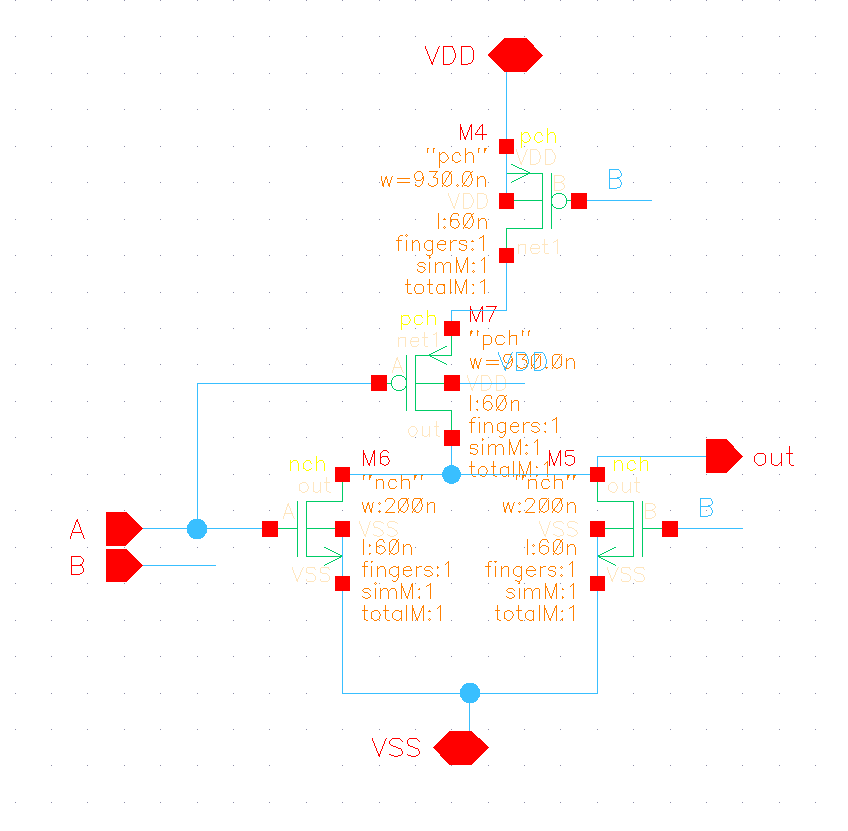 VDD
M4
pch
"pch"
VDD
w=930.0n
B
B
VDD
l:60n
fingers:1
net1
simM:1
totalM:1
M7
pch
"pch"
net1
w=930.0n
VDD
A
VDD
l:60n
fingers:1
out
simM:1
totalM:1
M6
nch
"nch"
out
w:200n
A
VSS
l:60n
VSS
fingers:1
simM:1
totalM:1
M5
nch
"nch"
out
w:200n
B
B
VSS
l:60n
VSS
fingers:1
simM:1
totalM:1
out
A
B
VSS